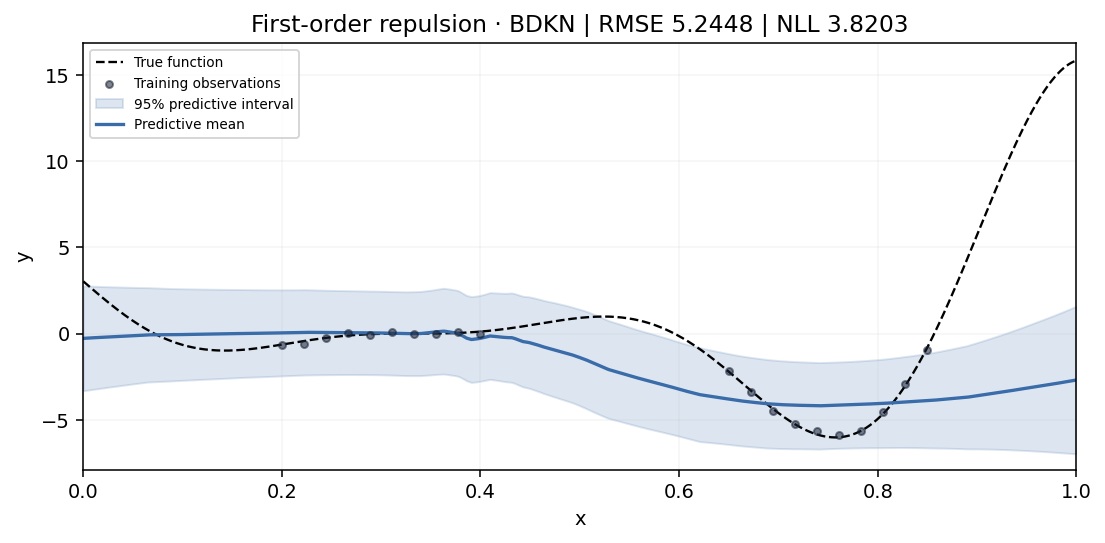 First-order repulsion · BDKN | RMSE 5.2448 | NLL 3.8203
True function
Training observations
95% predictive interval
Predictive mean
15
10
5
0
−5
y
0.0 0.2 0.4 0.6 0.8 1.0
x